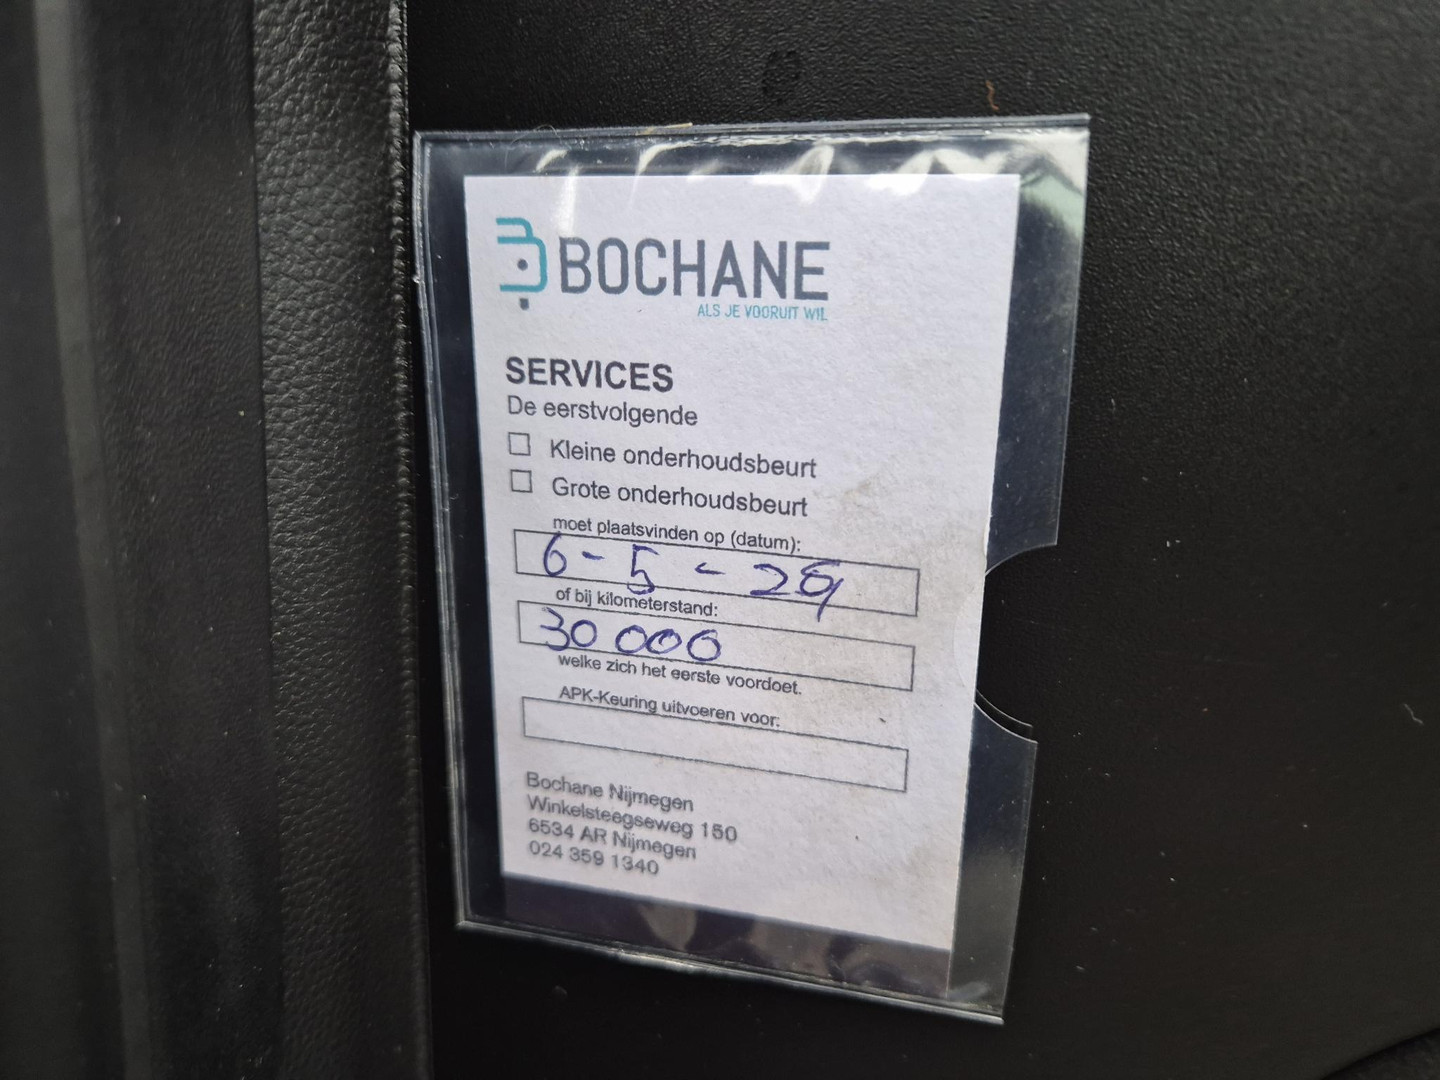 BOCHANE
ALS JE VOORUIT WIL
SERVICES
De eerstvolgende
Kleine onderhoudsbeurt
Grote onderhoudsbeurt
moet plaatsvinden op (datum):
6-5-
of bij kilometerstand:
30 000
welke zich het eerste voordoet.
APK-Keuring uitvoeren voor:
Bochane Nijmegen
Winkelsteegseweg 150
6534 AR Nijmegen
024 359 1340